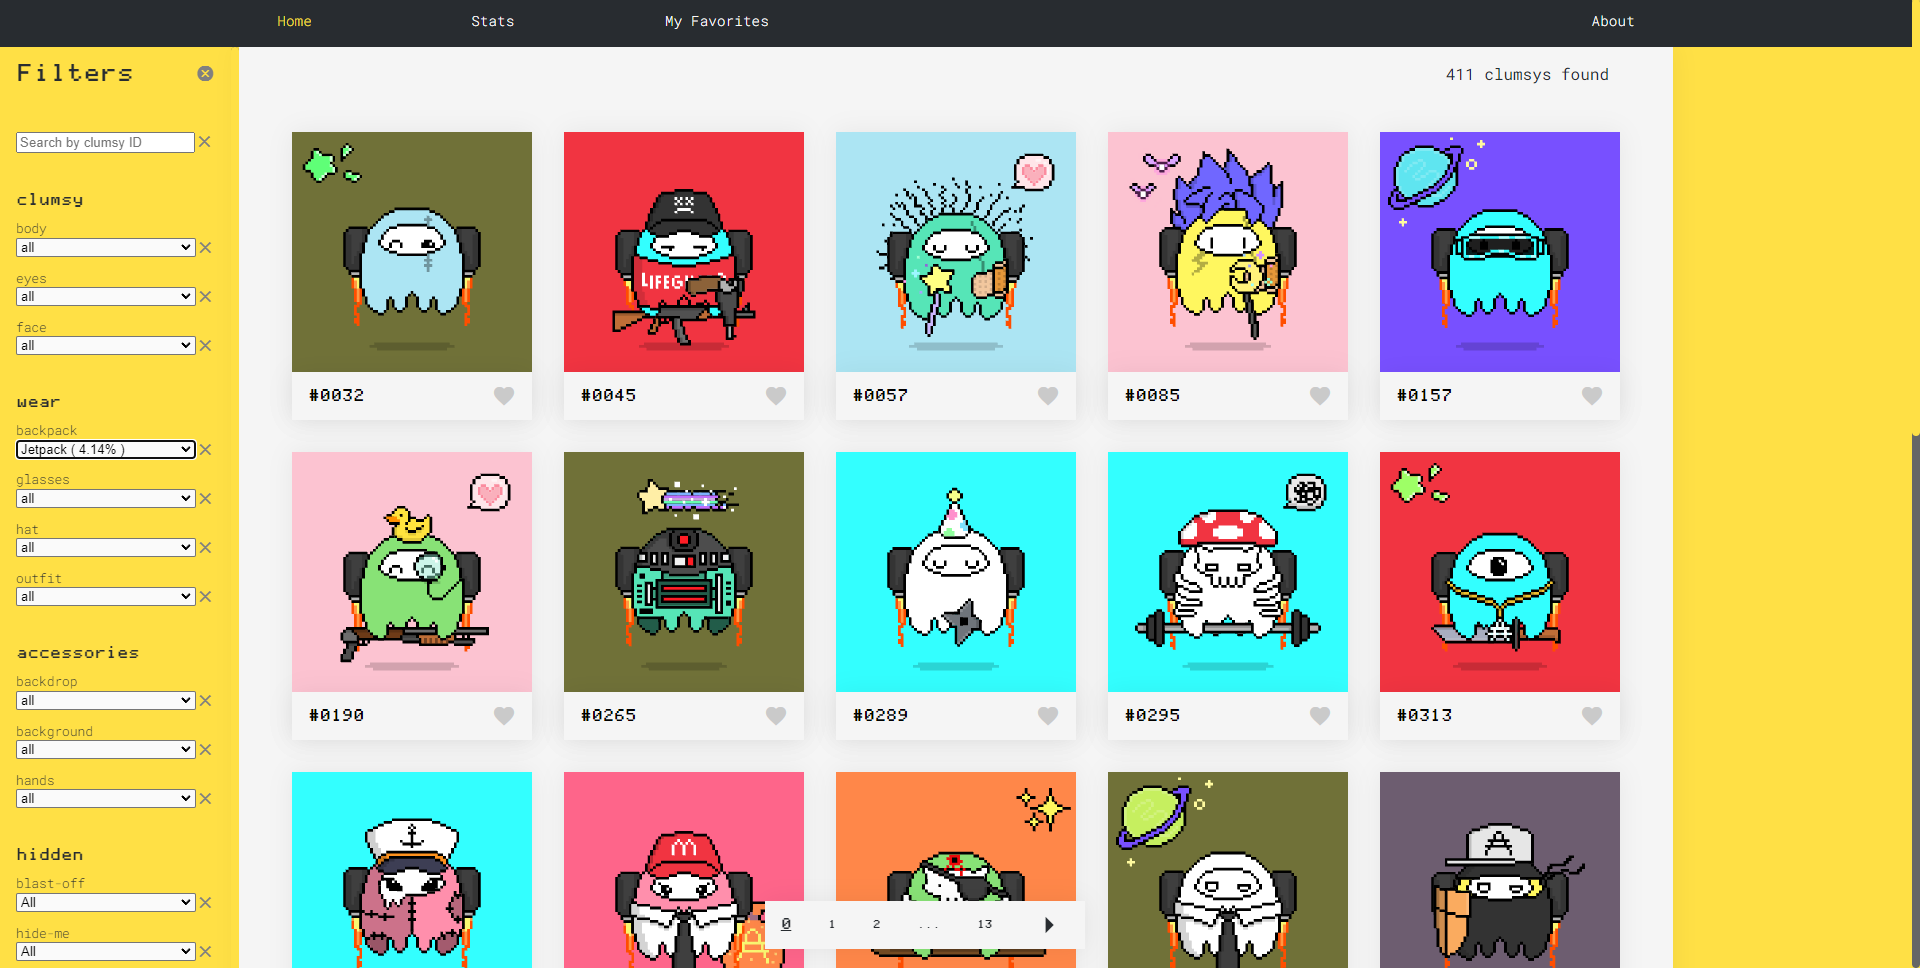 Home Stats My Favorites About
Filters
411 clumsys found
Search by clumsy ID
clumsy
body
all
eyes
all
face
all
wear
backpack
Jetpack ( 4.14% )
glasses
all
hat
all
outfit
all
accessories
backdrop
all
background
all
hands
all
hidden
blast-off
All
hide-me
All
LIFEG
#0032 #0045 #0057 #0085 #0157
#0190 #0265 #0289 #0295 #0313
A
0 1 2 ... 13